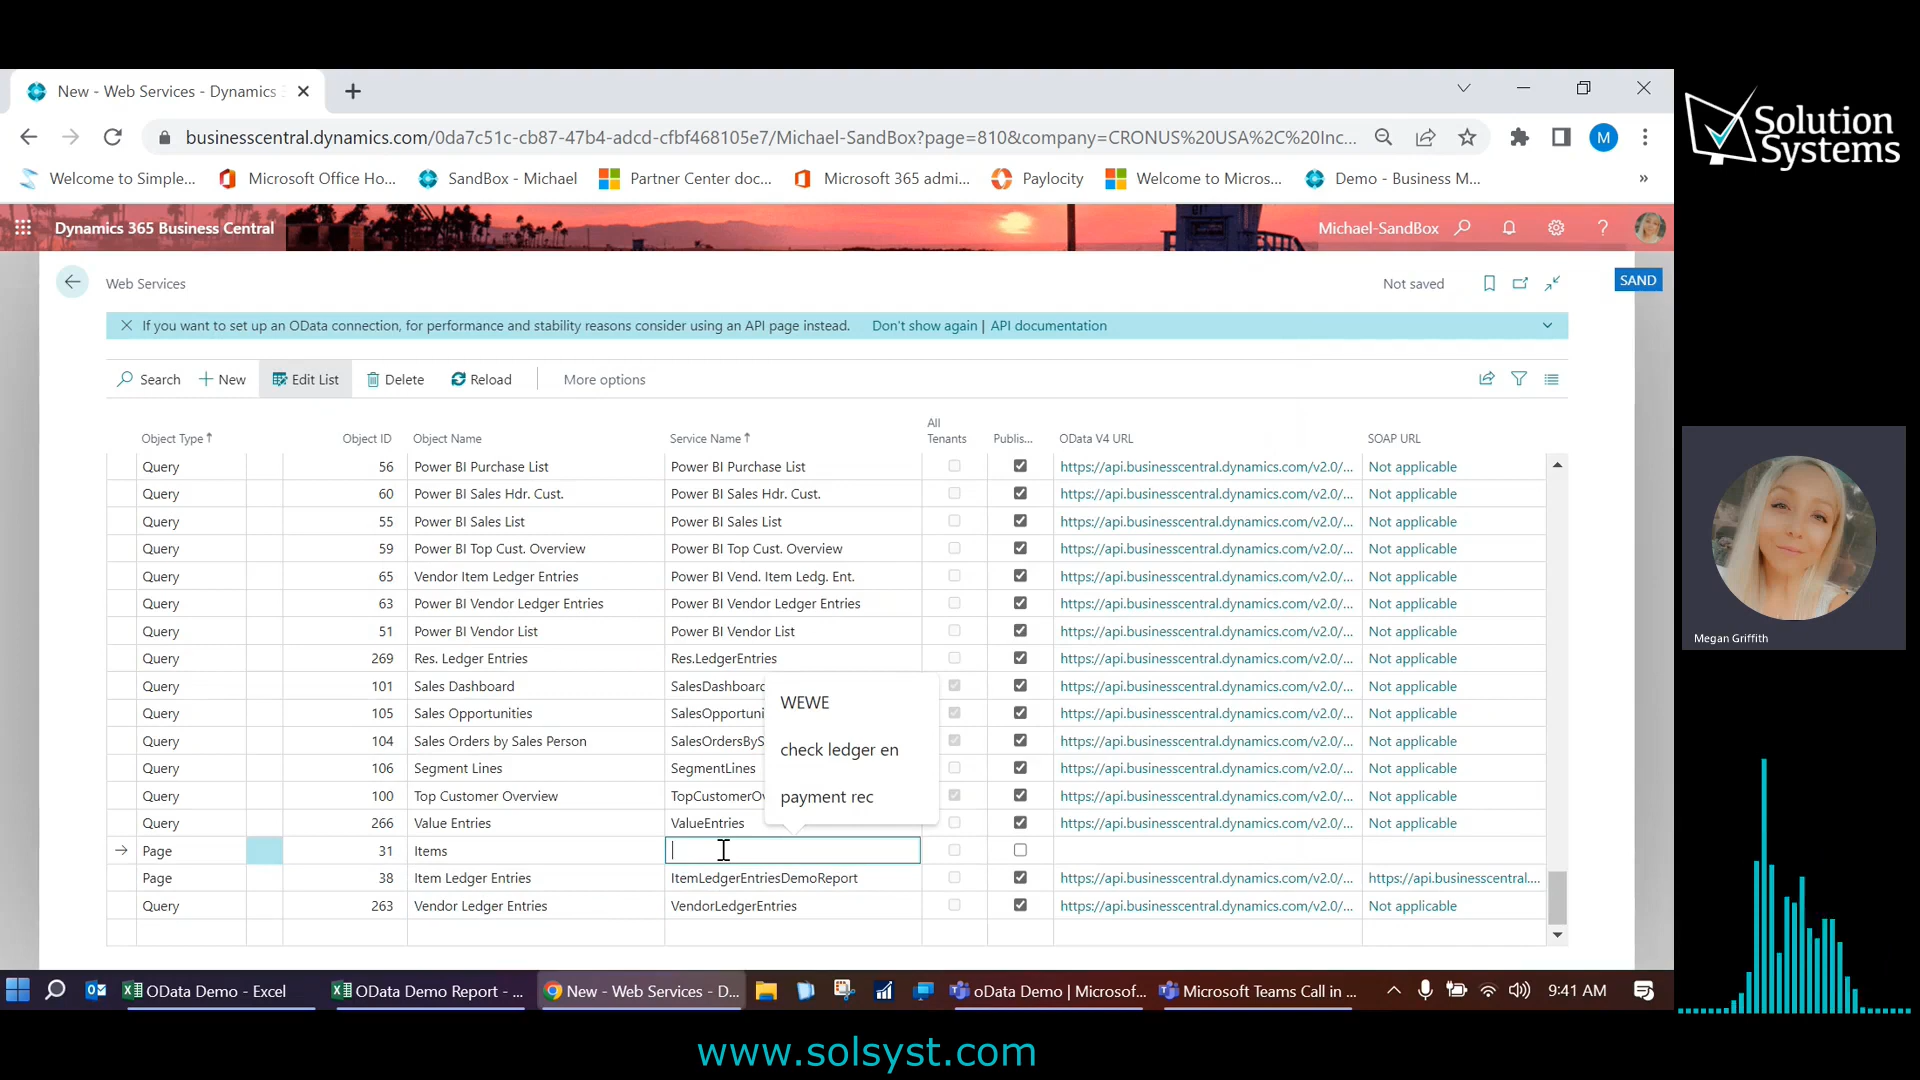 New - Web Services - Dynamics
businesscentral.dynamics.com/0da7c51c-cb87-47b4-adcd-cfbf468105e7/Michael-SandBox?page=810&company=CRONUS%20USA%2C%20Inc...
M
Welcome to Simple...
Microsoft Office Ho...
SandBox - Michael
Partner Center doc...
Microsoft 365 admi...
Paylocity
Welcome to Micros...
Demo - Business M...
»
Solution
Systems
Dynamics 365 Business Central
Michael-SandBox
?
Web Services
Not saved
SAND
If you want to set up an OData connection, for performance and stability reasons consider using an API page instead. Don't show again | API documentation
Search + New Edit List Delete Reload More options
Object Type↑ Object ID Object Name Service Name↑ All Tenants Publis... OData V4 URL SOAP URL
Query 56 Power BI Purchase List Power BI Purchase List https://api.businesscentral.dynamics.com/v2.0/... Not applicable
Query 60 Power BI Sales Hdr. Cust. Power BI Sales Hdr. Cust. https://api.businesscentral.dynamics.com/v2.0/... Not applicable
Query 55 Power BI Sales List Power BI Sales List https://api.businesscentral.dynamics.com/v2.0/... Not applicable
Query 59 Power BI Top Cust. Overview Power BI Top Cust. Overview https://api.businesscentral.dynamics.com/v2.0/... Not applicable
Query 65 Vendor Item Ledger Entries Power BI Vend. Item Ledg. Ent. https://api.businesscentral.dynamics.com/v2.0/... Not applicable
Query 63 Power BI Vendor Ledger Entries Power BI Vendor Ledger Entries https://api.businesscentral.dynamics.com/v2.0/... Not applicable
Query 51 Power BI Vendor List Power BI Vendor List https://api.businesscentral.dynamics.com/v2.0/... Not applicable
Query 269 Res. Ledger Entries Res.LedgerEntries https://api.businesscentral.dynamics.com/v2.0/... Not applicable
Query 101 Sales Dashboard SalesDashboard https://api.businesscentral.dynamics.com/v2.0/... Not applicable
Query 105 Sales Opportunities SalesOpportuni https://api.businesscentral.dynamics.com/v2.0/... Not applicable
Query 104 Sales Orders by Sales Person SalesOrdersByS https://api.businesscentral.dynamics.com/v2.0/... Not applicable
Query 106 Segment Lines SegmentLines https://api.businesscentral.dynamics.com/v2.0/... Not applicable
Query 100 Top Customer Overview TopCustomerOv https://api.businesscentral.dynamics.com/v2.0/... Not applicable
Query 266 Value Entries ValueEntries https://api.businesscentral.dynamics.com/v2.0/... Not applicable
Page 31 Items
Page 38 Item Ledger Entries ItemLedgerEntriesDemoReport https://api.businesscentral.dynamics.com/v2.0/... https://api.businesscentral....
Query 263 Vendor Ledger Entries VendorLedgerEntries https://api.businesscentral.dynamics.com/v2.0/... Not applicable
WEWE
check ledger en
payment rec
Megan Griffith
OData Demo - Excel
OData Demo Report - ...
New - Web Services - D...
oData Demo | Microsof...
Microsoft Teams Call in ...
9:41 AM
www.solsyst.com